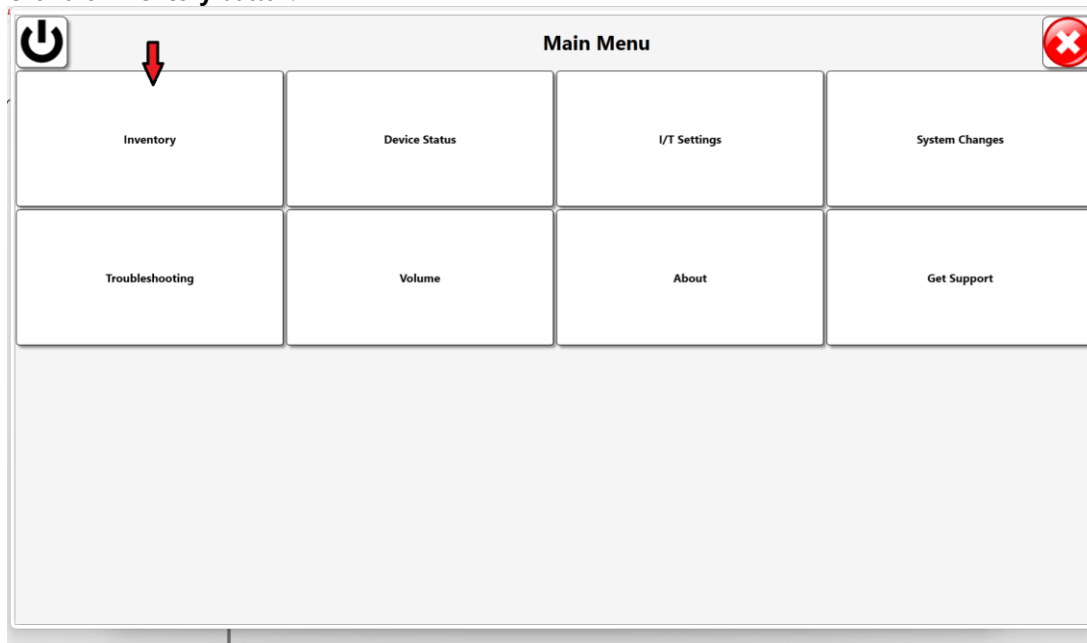 Main Menu
Inventory
Device Status
I/T Settings
System Changes
Troubleshooting
Volume
About
Get Support